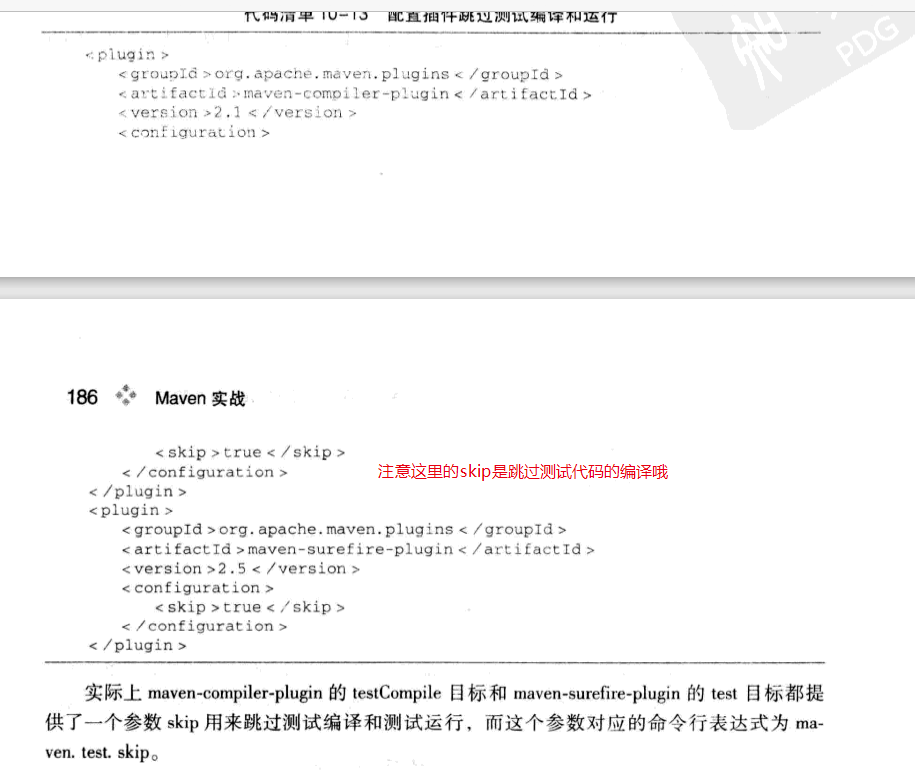 代码清单 10-13 配置插件跳过测试编译和运行
PDG
<plugin>
<groupId>org.apache.maven.plugins</groupId>
<artifactId>maven-compiler-plugin</artifactId>
<version>2.1</version>
<configuration>
186 Maven 实战
<skip>true</skip>
</configuration>
注意这里的skip是跳过测试代码的编译哦
</plugin>
<plugin>
<groupId>org.apache.maven.plugins</groupId>
<artifactId>maven-surefire-plugin</artifactId>
<version>2.5</version>
<configuration>
<skip>true</skip>
</configuration>
</plugin>
实际上 maven-compiler-plugin 的 testCompile 目标和 maven-surefire-plugin 的 test 目标都提
供了一个参数 skip 用来跳过测试编译和测试运行，而这个参数对应的命令行表达式为 ma-
ven. test. skip。